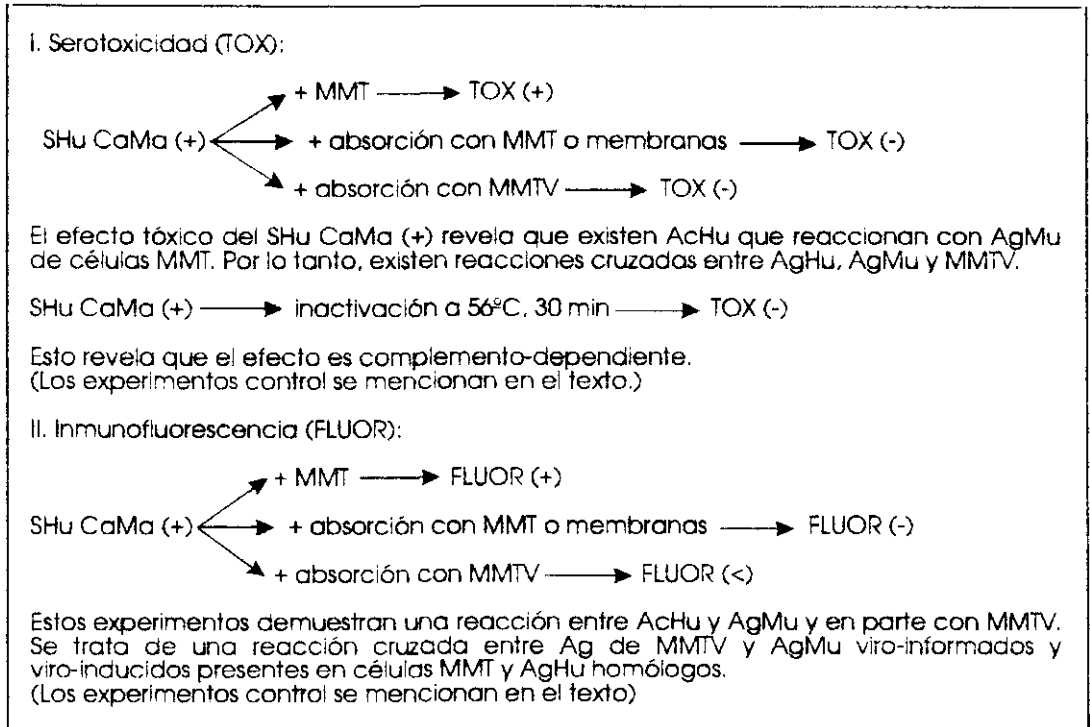 I. Serotoxicidad (TOX):
+ MMT ⟶ TOX (+)
SHu CaMa (+) + absorción con MMT o membranas ⟶ TOX (-)
+ absorción con MMTV ⟶ TOX (-)
El efecto tóxico del SHu CaMa (+) revela que existen AcHu que reaccionan con AgMu
de células MMT. Por lo tanto, existen reacciones cruzadas entre AgHu, AgMu y MMTV.
SHu CaMa (+) ⟶ inactivación a 56ºC, 30 min ⟶ TOX (-)
Esto revela que el efecto es complemento-dependiente.
(Los experimentos control se mencionan en el texto.)
II. Inmunofluorescencia (FLUOR):
+ MMT ⟶ FLUOR (+)
SHu CaMa (+) + absorción con MMT o membranas ⟶ FLUOR (-)
+ absorción con MMTV ⟶ FLUOR (<)
Estos experimentos demuestran una reacción entre AcHu y AgMu y en parte con MMTV.
Se trata de una reacción cruzada entre Ag de MMTV y AgMu viro-informados y
viro-inducidos presentes en células MMT y AgHu homólogos.
(Los experimentos control se mencionan en el texto)